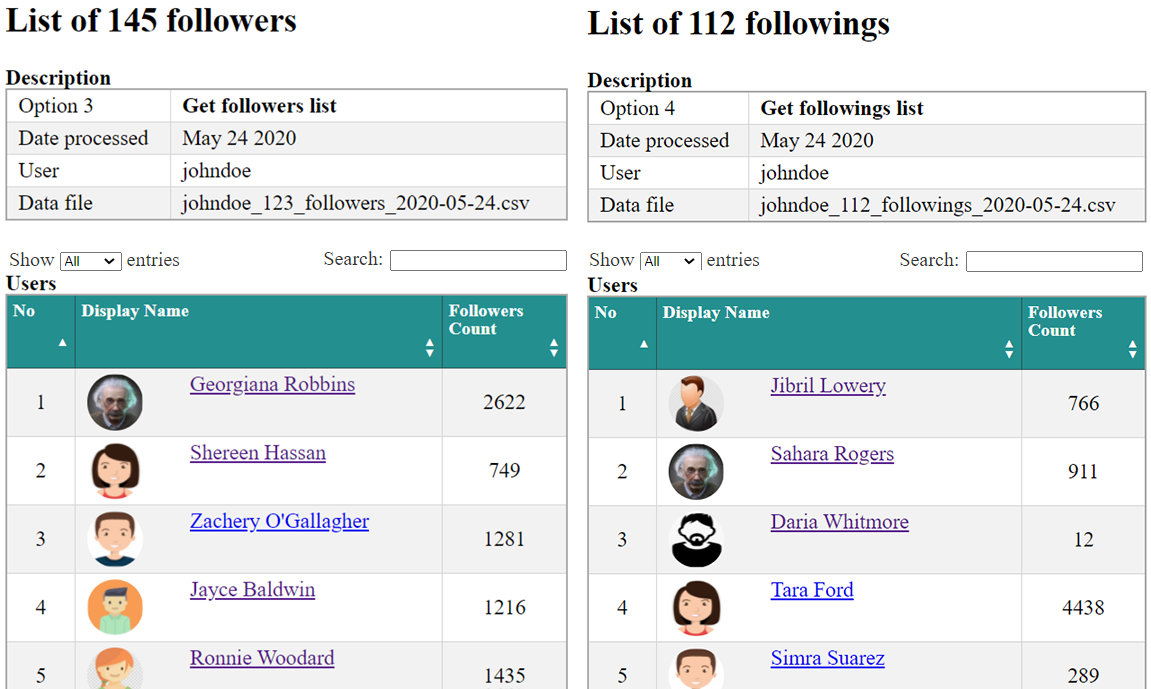 List of 145 followers
Description
Option 3 Get followers list
Date processed May 24 2020
User johndoe
Data file johndoe_123_followers_2020-05-24.csv
Show All entries Search:
Users
No Display Name Followers
Count
1 Georgiana Robbins 2622
2 Shereen Hassan 749
3 Zachery O'Gallagher 1281
4 Jayce Baldwin 1216
5 Ronnie Woodard 1435
List of 112 followings
Description
Option 4 Get followings list
Date processed May 24 2020
User johndoe
Data file johndoe_112_followings_2020-05-24.csv
Show All entries Search:
Users
No Display Name Followers
Count
1 Jibril Lowery 766
2 Sahara Rogers 911
3 Daria Whitmore 12
4 Tara Ford 4438
5 Simra Suarez 289